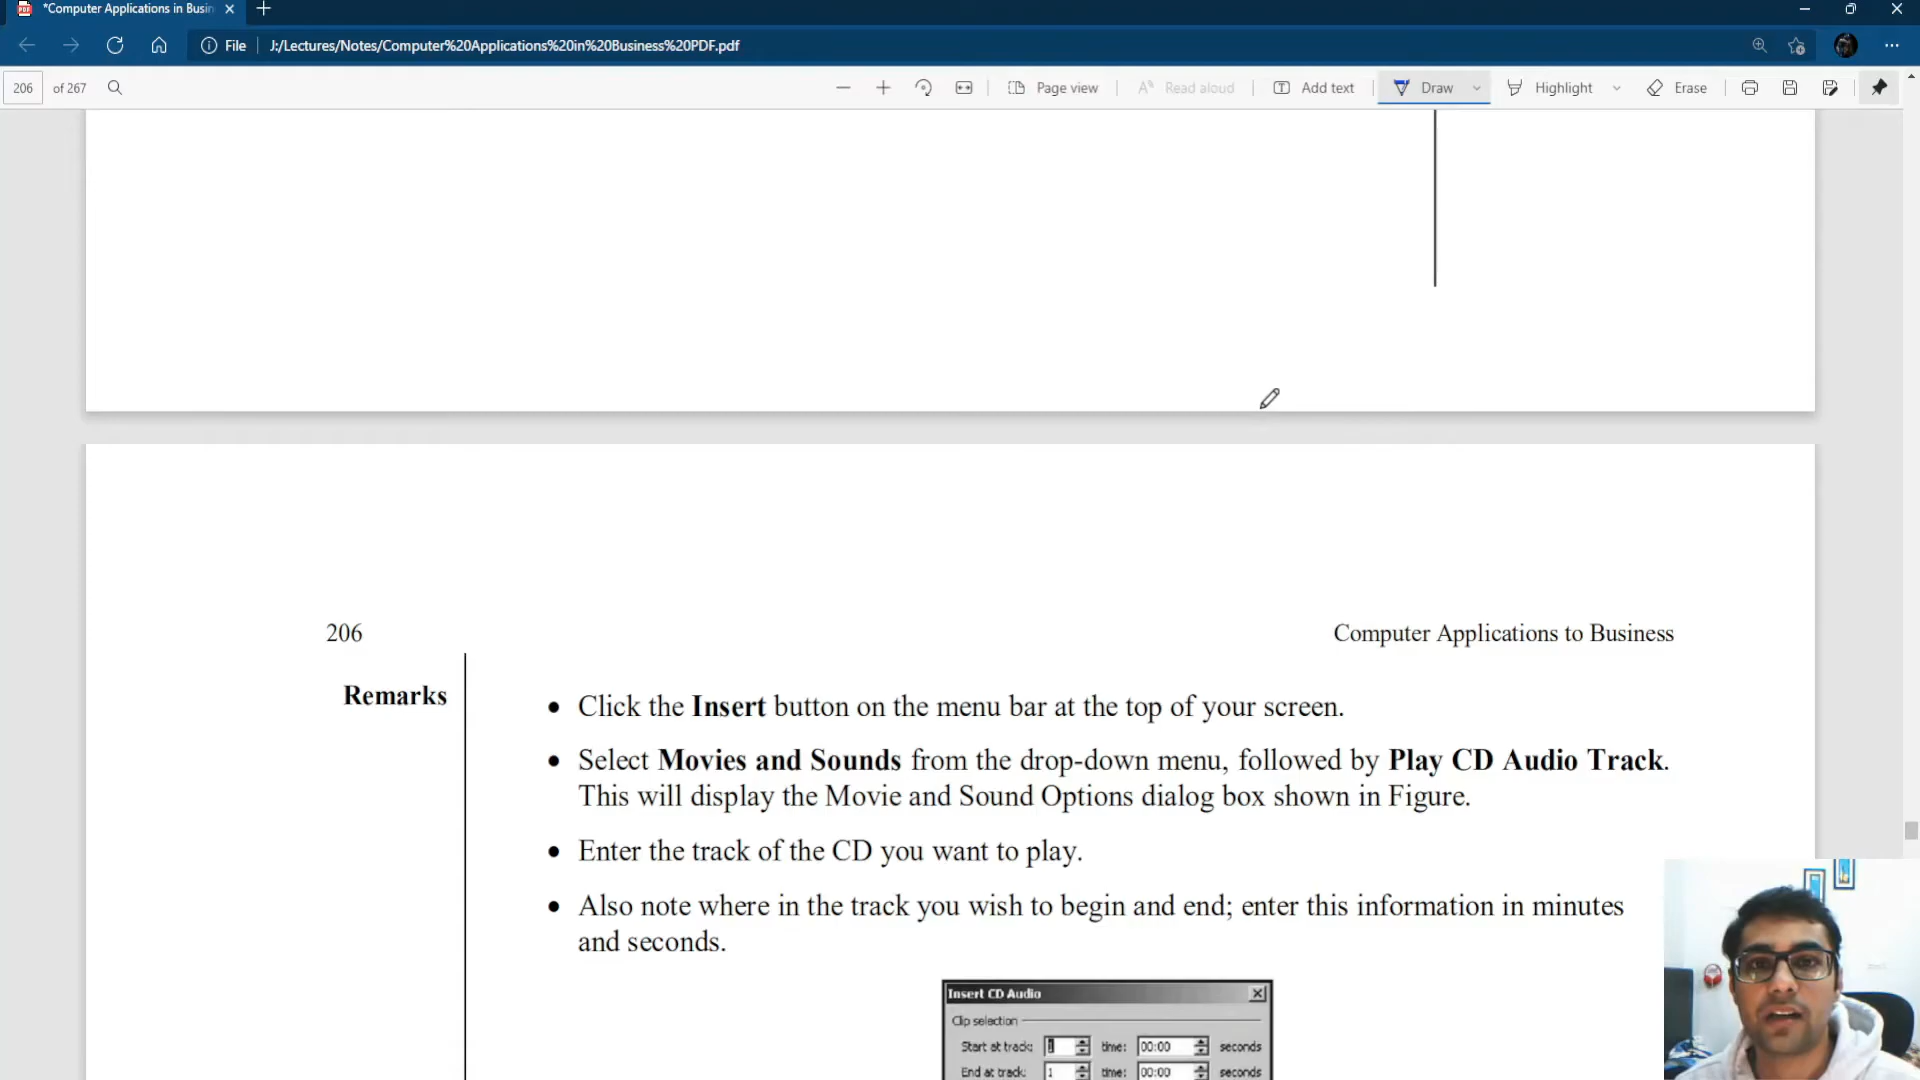 *Computer Applications in Busin
File
J:/Lectures/Notes/Computer%20Applications%20in%20Business%20PDF.pdf
206 of 267
Page view
Read aloud
Add text
Draw
Highlight
Erase
206
Computer Applications to Business
Remarks
• Click the Insert button on the menu bar at the top of your screen.
• Select Movies and Sounds from the drop-down menu, followed by Play CD Audio Track.
This will display the Movie and Sound Options dialog box shown in Figure.
• Enter the track of the CD you want to play.
• Also note where in the track you wish to begin and end; enter this information in minutes
and seconds.
Insert CD Audio
Clip selection
Start at track: 1 time: 00:00 seconds
End at track: 1 time: 00:00 seconds